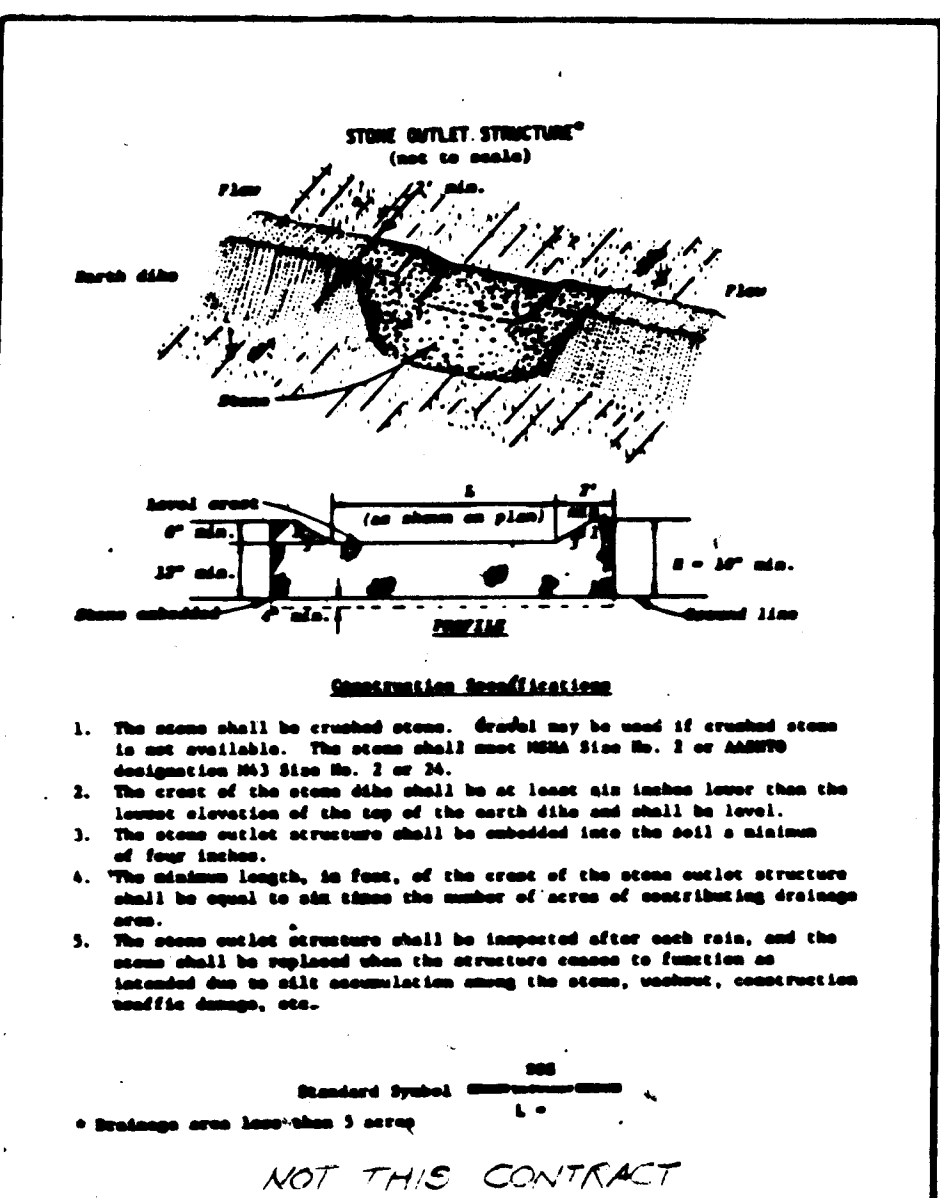 STONE OUTLET STRUCTURE*
(not to scale)
Flow
2' min.
Earth dike
Flow
Stone
L
2'
Level crest
(as shown on plan)
min.
6" min.
1
min.
H = 18" min.
Stone embedded
4" min.
Ground line
PROFILE
Construction Specifications
1. The stone shall be crushed stone. Gravel may be used if crushed stone
is not available. The stone shall meet MSHA Size No. 2 or AASHTO
designation M43 Size No. 2 or 24.
2. The crest of the stone dike shall be at least six inches lower than the
lowest elevation of the top of the earth dike and shall be level.
3. The stone outlet structure shall be embedded into the soil a minimum
of four inches.
4. The minimum length, in feet, of the crest of the stone outlet structure
shall be equal to six times the number of acres of contributing drainage
area.
5. The stone outlet structure shall be inspected after each rain, and the
stone shall be replaced when the structure ceases to function as
intended due to silt accumulation among the stone, washout, construction
traffic damage, etc.
SOS
Standard Symbol
L =
* Drainage area less than 5 acres
NOT THIS CONTRACT